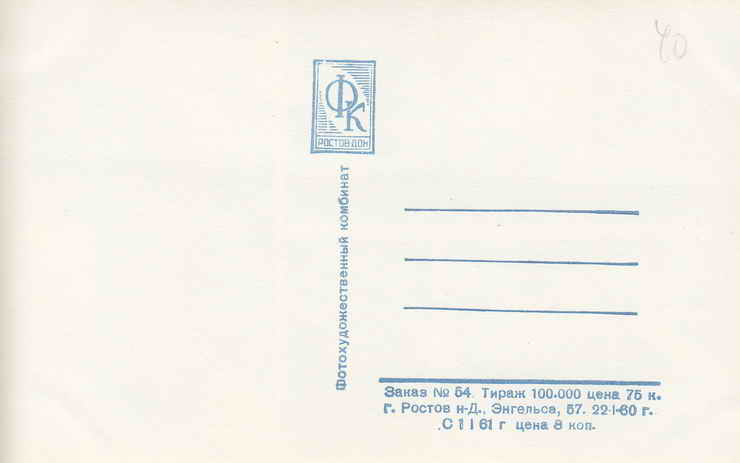 40
ФК
РОСТОВ ДОН
Фотохудожественный комбинат
Заказ № 54. Тираж 100.000 цена 75 к.
г. Ростов н-Д., Энгельса, 57. 22-I-60 г.
С 1 I 61 г цена 8 коп.